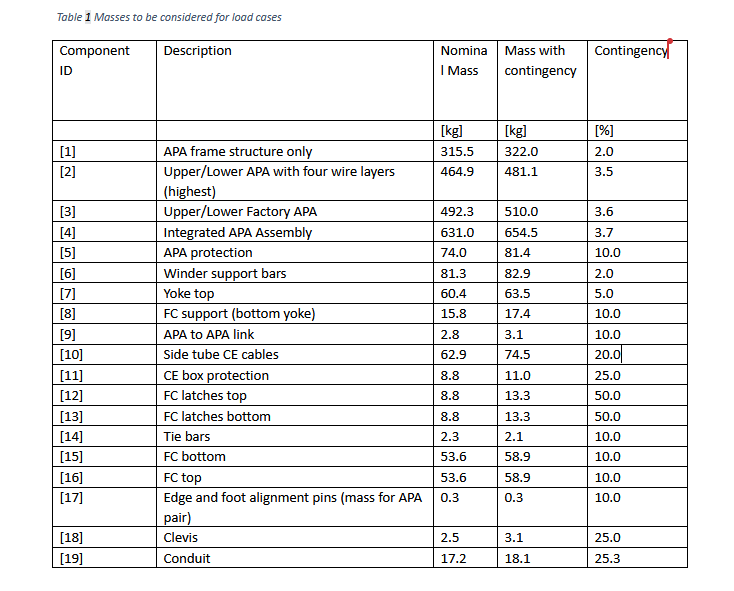 Table 1 Masses to be considered for load cases
Component Description Nomina Mass with Contingency
ID l Mass contingency
[kg] [kg] [%]
[1] APA frame structure only 315.5 322.0 2.0
[2] Upper/Lower APA with four wire layers 464.9 481.1 3.5
(highest)
[3] Upper/Lower Factory APA 492.3 510.0 3.6
[4] Integrated APA Assembly 631.0 654.5 3.7
[5] APA protection 74.0 81.4 10.0
[6] Winder support bars 81.3 82.9 2.0
[7] Yoke top 60.4 63.5 5.0
[8] FC support (bottom yoke) 15.8 17.4 10.0
[9] APA to APA link 2.8 3.1 10.0
[10] Side tube CE cables 62.9 74.5 20.0
[11] CE box protection 8.8 11.0 25.0
[12] FC latches top 8.8 13.3 50.0
[13] FC latches bottom 8.8 13.3 50.0
[14] Tie bars 2.3 2.1 10.0
[15] FC bottom 53.6 58.9 10.0
[16] FC top 53.6 58.9 10.0
[17] Edge and foot alignment pins (mass for APA 0.3 0.3 10.0
pair)
[18] Clevis 2.5 3.1 25.0
[19] Conduit 17.2 18.1 25.3